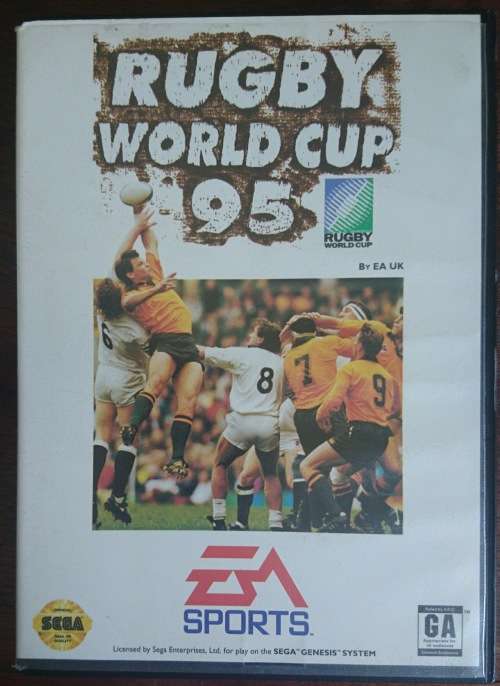 RUGBY
WORLD CUP
95
RUGBY
WORLD CUP
BY EA UK
6
8
7
9
EA
SPORTS™
SEGA
GA
Licensed by Sega Enterprises, Ltd. for play on the SEGA™ GENESIS™ SYSTEM